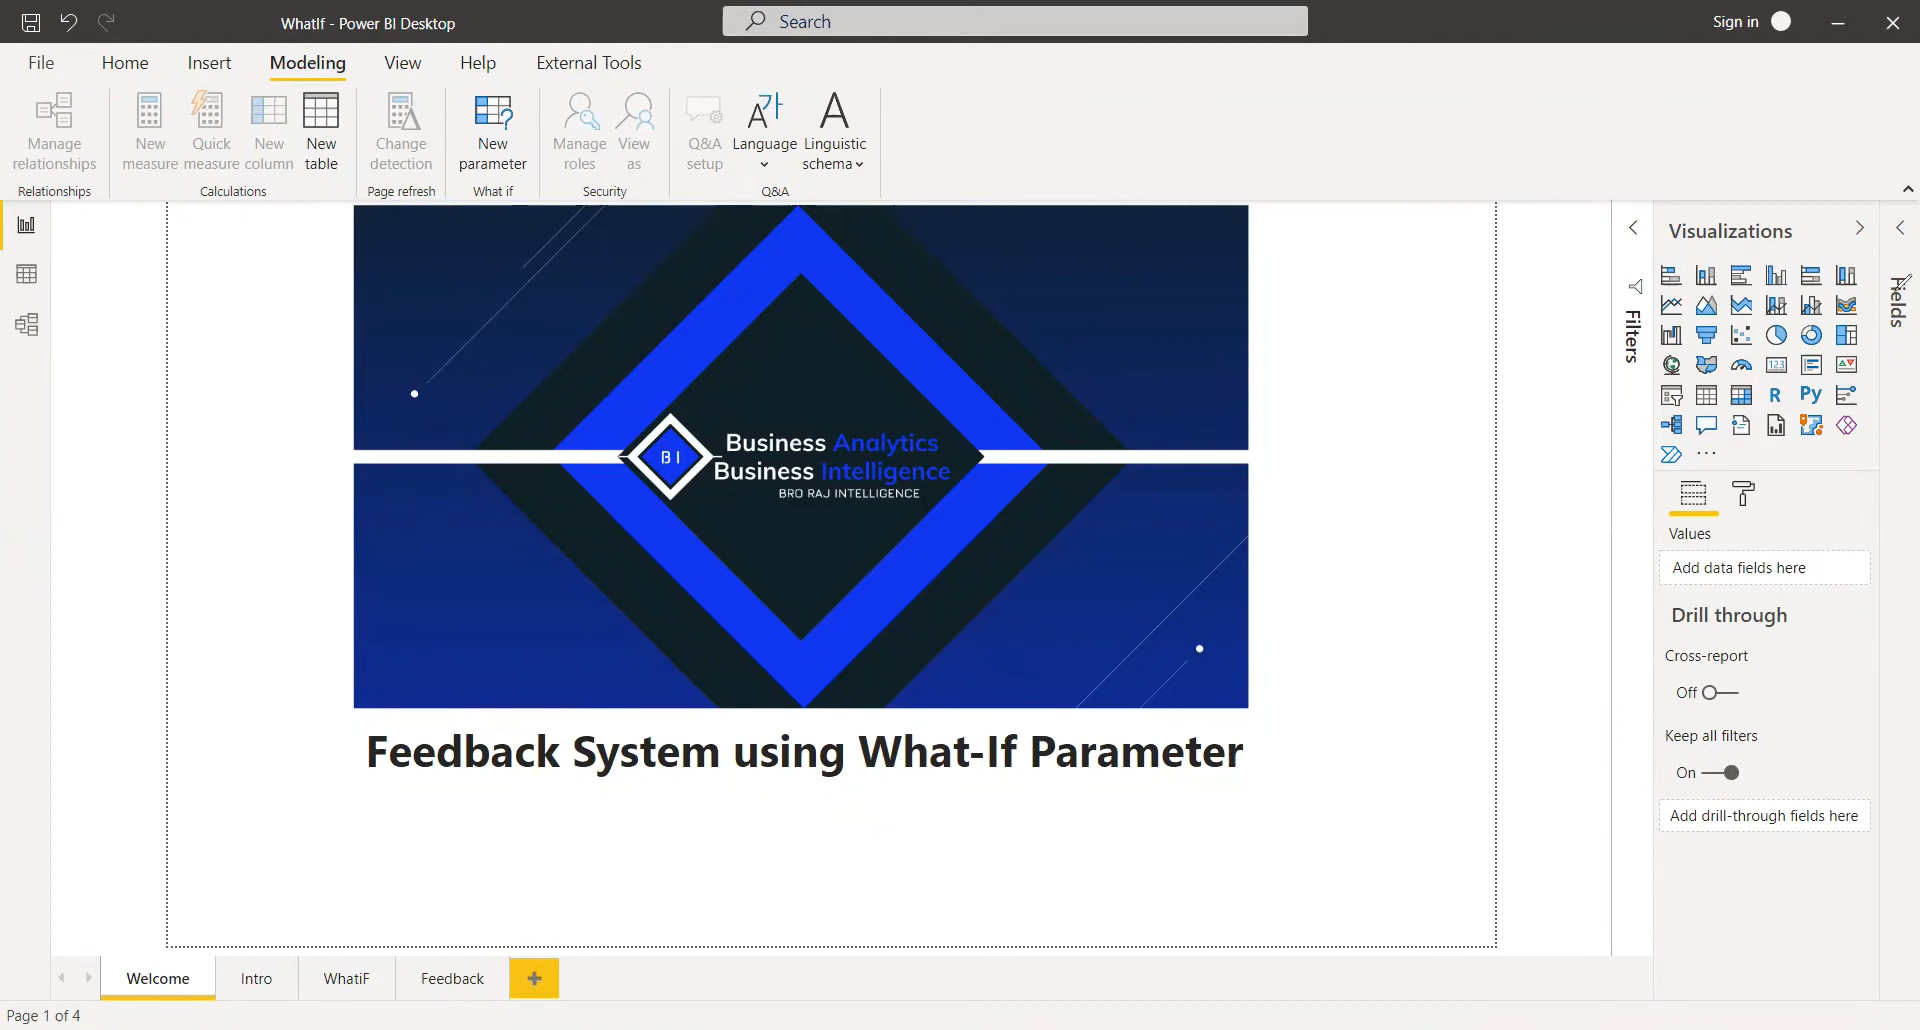 WhatIf - Power BI Desktop
Search
Sign in
File Home Insert Modeling View Help External Tools
Manage relationships
New measure
Quick measure
New column
New table
Change detection
New parameter
Manage roles
View as
Q&A setup
Language
Linguistic schema
Relationships
Calculations
Page refresh
What if
Security
Q&A
BI
Business Analytics
Business Intelligence
BRO RAJ INTELLIGENCE
Feedback System using What-If Parameter
Filters
Visualizations
Fields
123
R
Py
Values
Add data fields here
Drill through
Cross-report
Off
Keep all filters
On
Add drill-through fields here
Welcome Intro WhatiF Feedback
Page 1 of 4